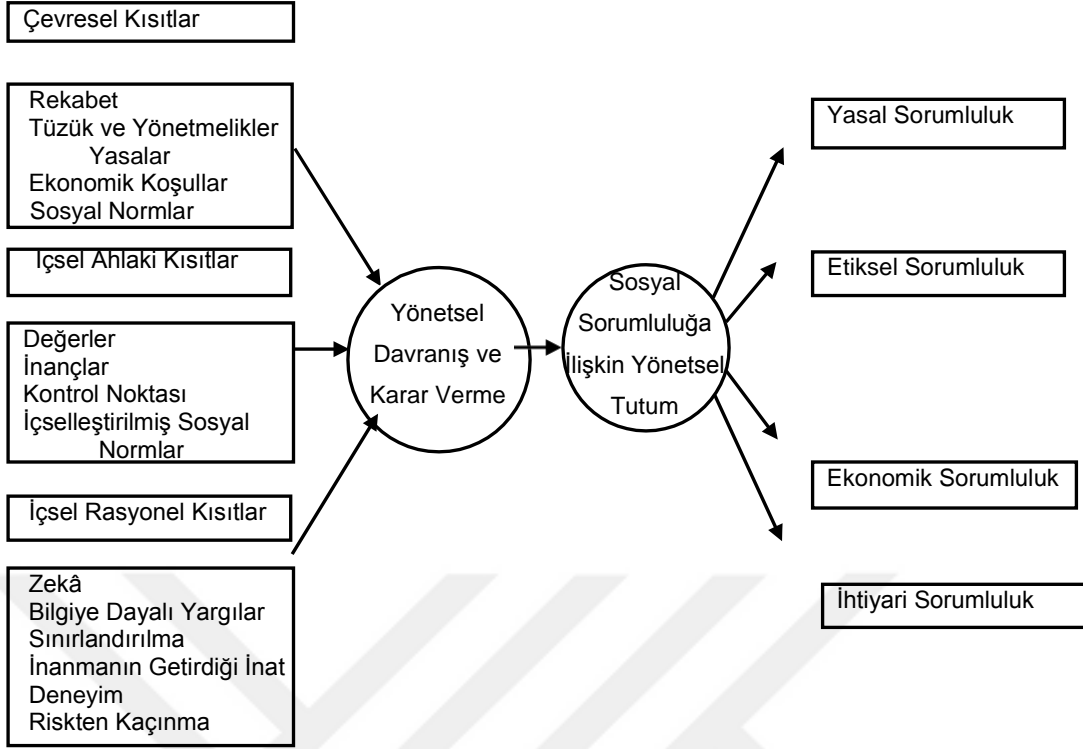 Çevresel Kısıtlar
Rekabet
Tüzük ve Yönetmelikler
Yasalar
Ekonomik Koşullar
Sosyal Normlar
İçsel Ahlaki Kısıtlar
Değerler
İnançlar
Kontrol Noktası
İçselleştirilmiş Sosyal
Normlar
İçsel Rasyonel Kısıtlar
Zekâ
Bilgiye Dayalı Yargılar
Sınırlandırılma
İnanmanın Getirdiği İnat
Deneyim
Riskten Kaçınma
Yönetsel
Davranış ve
Karar Verme
Sosyal
Sorumluluğa
İlişkin Yönetsel
Tutum
Yasal Sorumluluk
Etiksel Sorumluluk
Ekonomik Sorumluluk
İhtiyari Sorumluluk